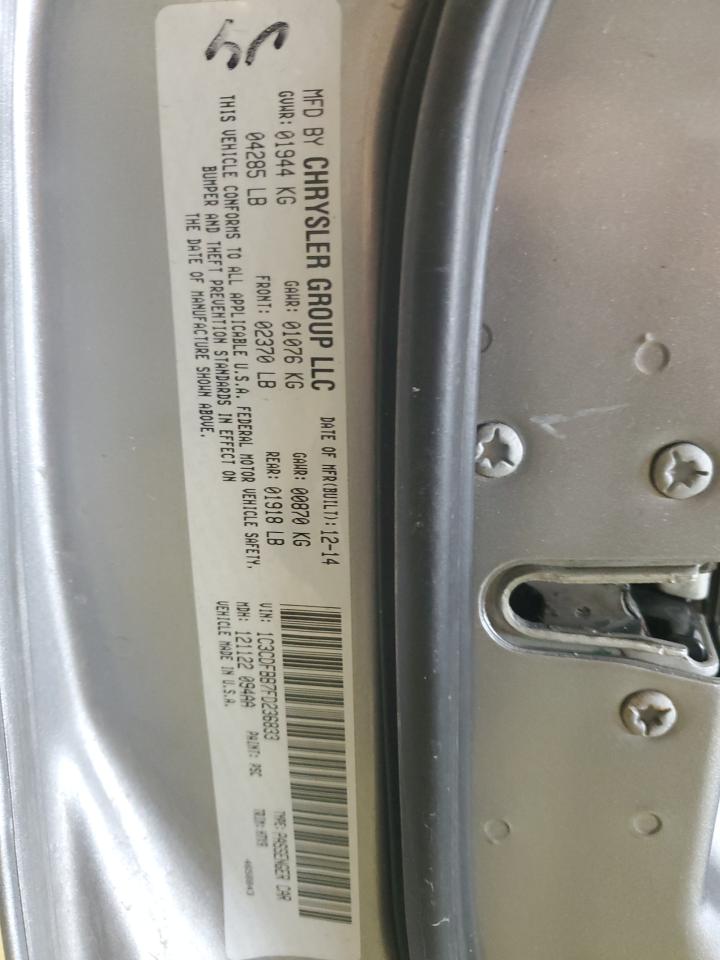 MFD BY CHRYSLER GROUP LLC DATE OF MFR(BUILT): 12-14
GVWR: 01944 KG GAWR: 01076 KG GAWR: 00870 KG
04285 LB FRONT: 02370 LB REAR: 01918 LB
THIS VEHICLE CONFORMS TO ALL APPLICABLE U.S.A. FEDERAL MOTOR VEHICLE SAFETY,
BUMPER AND THEFT PREVENTION STANDARDS IN EFFECT ON
THE DATE OF MANUFACTURE SHOWN ABOVE.
VIN: 1C3CDFBB7FD236833 TYPE: PASSENGER CAR
MDH: 121122 094AA PAINT: PSC TRIM:
VEHICLE MADE IN U.S.A.